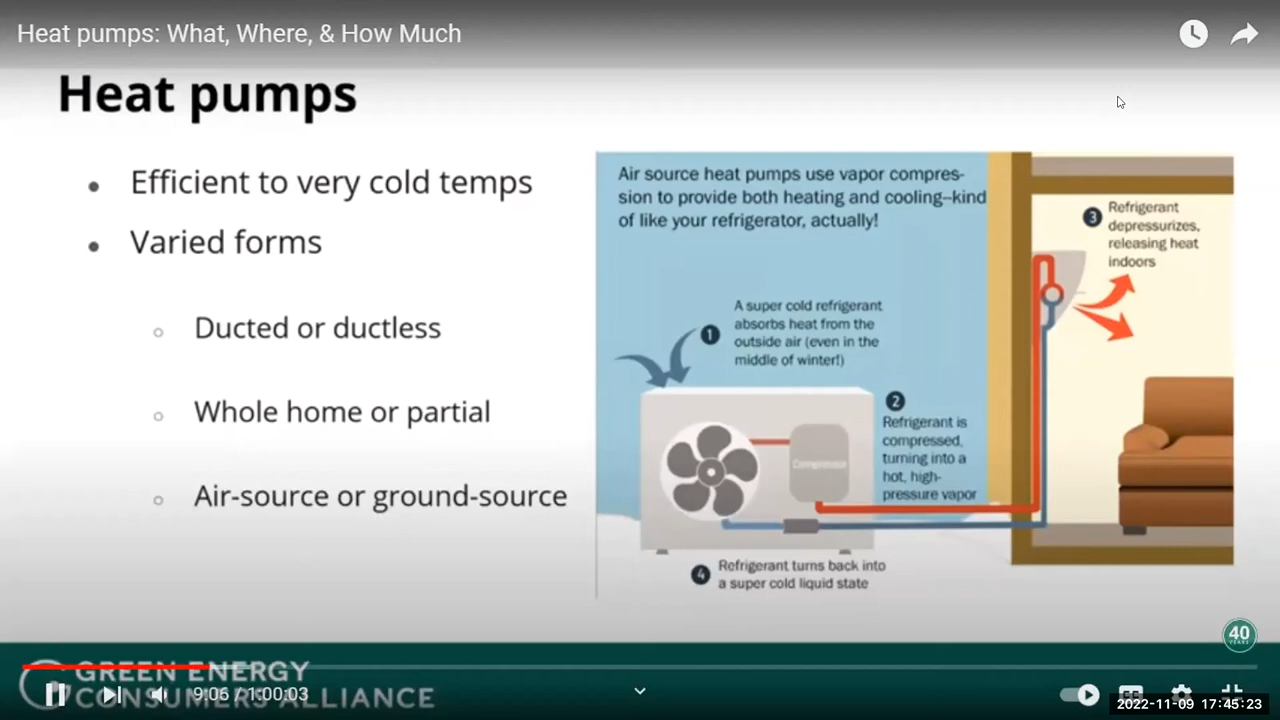 Heat pumps: What, Where, & How Much
Heat pumps
Efficient to very cold temps
Varied forms
Ducted or ductless
Whole home or partial
Air-source or ground-source
Air source heat pumps use vapor compres-
sion to provide both heating and cooling–kind
of like your refrigerator, actually!
1
A super cold refrigerant
absorbs heat from the
outside air (even in the
middle of winter!)
2
Refrigerant is
compressed,
turning into a
hot, high-
pressure vapor
3
Refrigerant
depressurizes,
releasing heat
indoors
Compressor
4
Refrigerant turns back into
a super cold liquid state
40
YEARS
GREEN ENERGY
CONSUMERS ALLIANCE
9:06 / 1:00:03
CC
2022-11-09 17:45:23